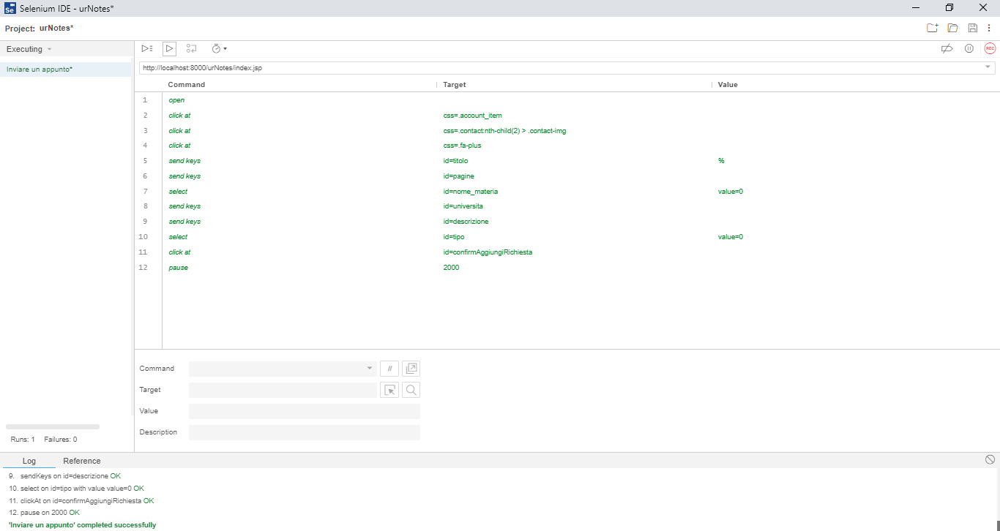 Selenium IDE - urNotes*
Project: urNotes*
Executing
Inviare un appunto*
http://localhost:8000/urNotes/index.jsp
REC
Command Target Value
1 open
2 click at css=.account_item
3 click at css=.contact:nth-child(2) > .contact-img
4 click at css=.fa-plus
5 send keys id=titolo %
6 send keys id=pagine
7 select id=nome_materia value=0
8 send keys id=universita
9 send keys id=descrizione
10 select id=tipo value=0
11 click at id=confirmAggiungiRichiesta
12 pause 2000
Command //
Target
Value
Description
Runs: 1 Failures: 0
Log Reference
9. sendKeys on id=descrizione OK
10. select on id=tipo with value value=0 OK
11. clickAt on id=confirmAggiungiRichiesta OK
12. pause on 2000 OK
'Inviare un appunto' completed successfully